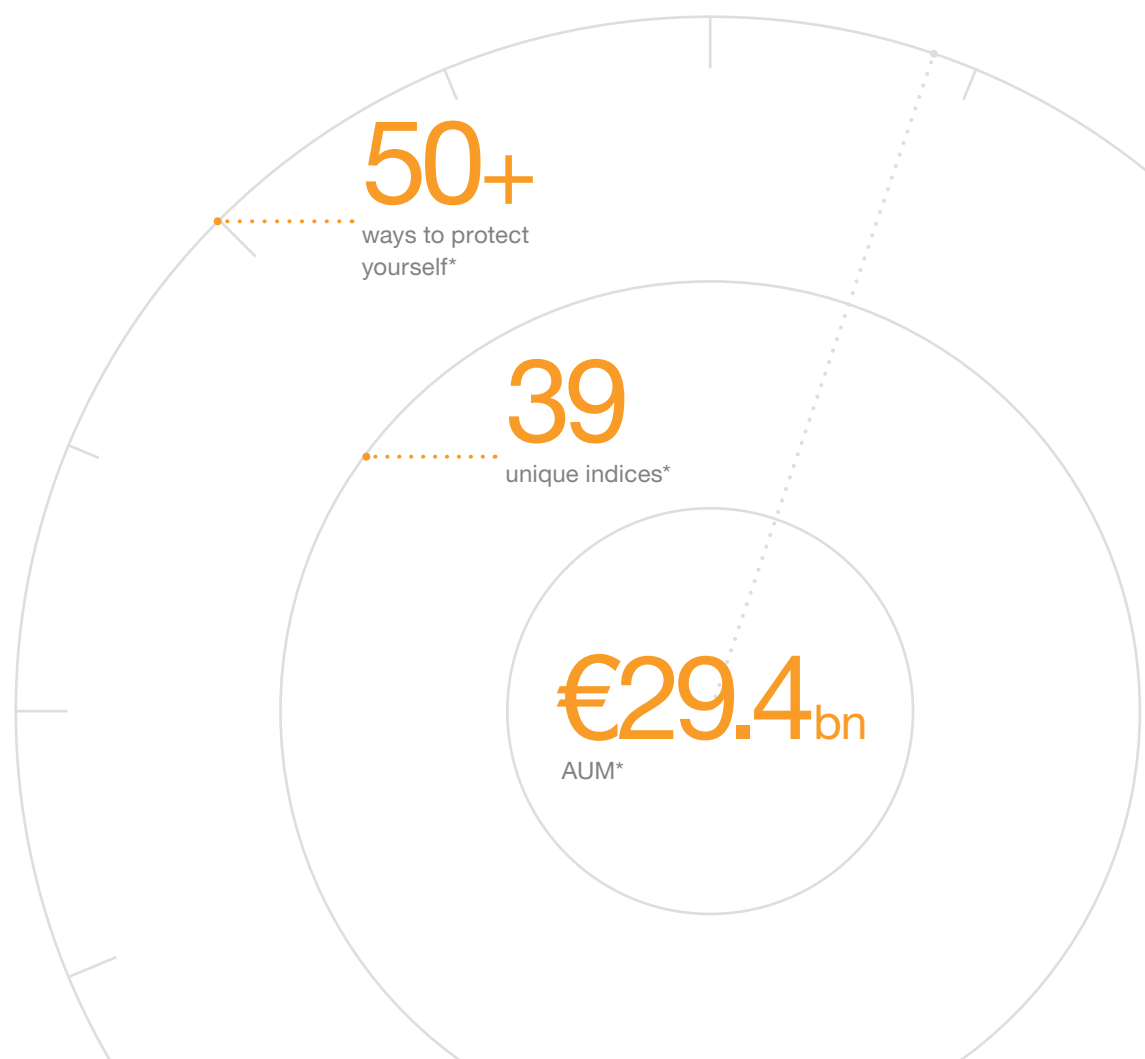 50+
ways to protect
yourself*
39
unique indices*
€29.4bn
AUM*